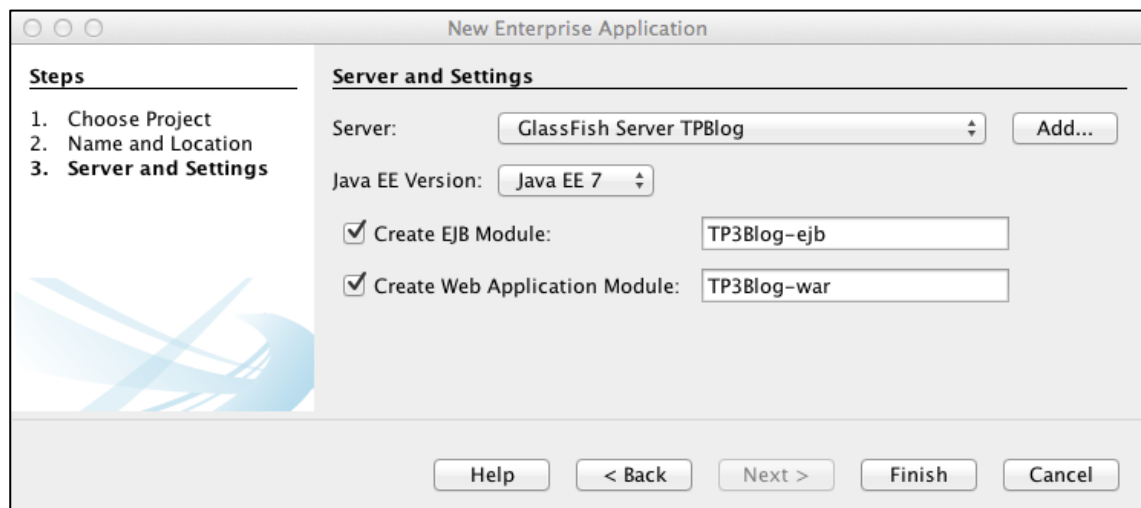 New Enterprise Application
Steps
1. Choose Project
2. Name and Location
3. Server and Settings
Server and Settings
Server: GlassFish Server TPBlog Add...
Java EE Version: Java EE 7
Create EJB Module: TP3Blog-ejb
Create Web Application Module: TP3Blog-war
Help < Back Next > Finish Cancel